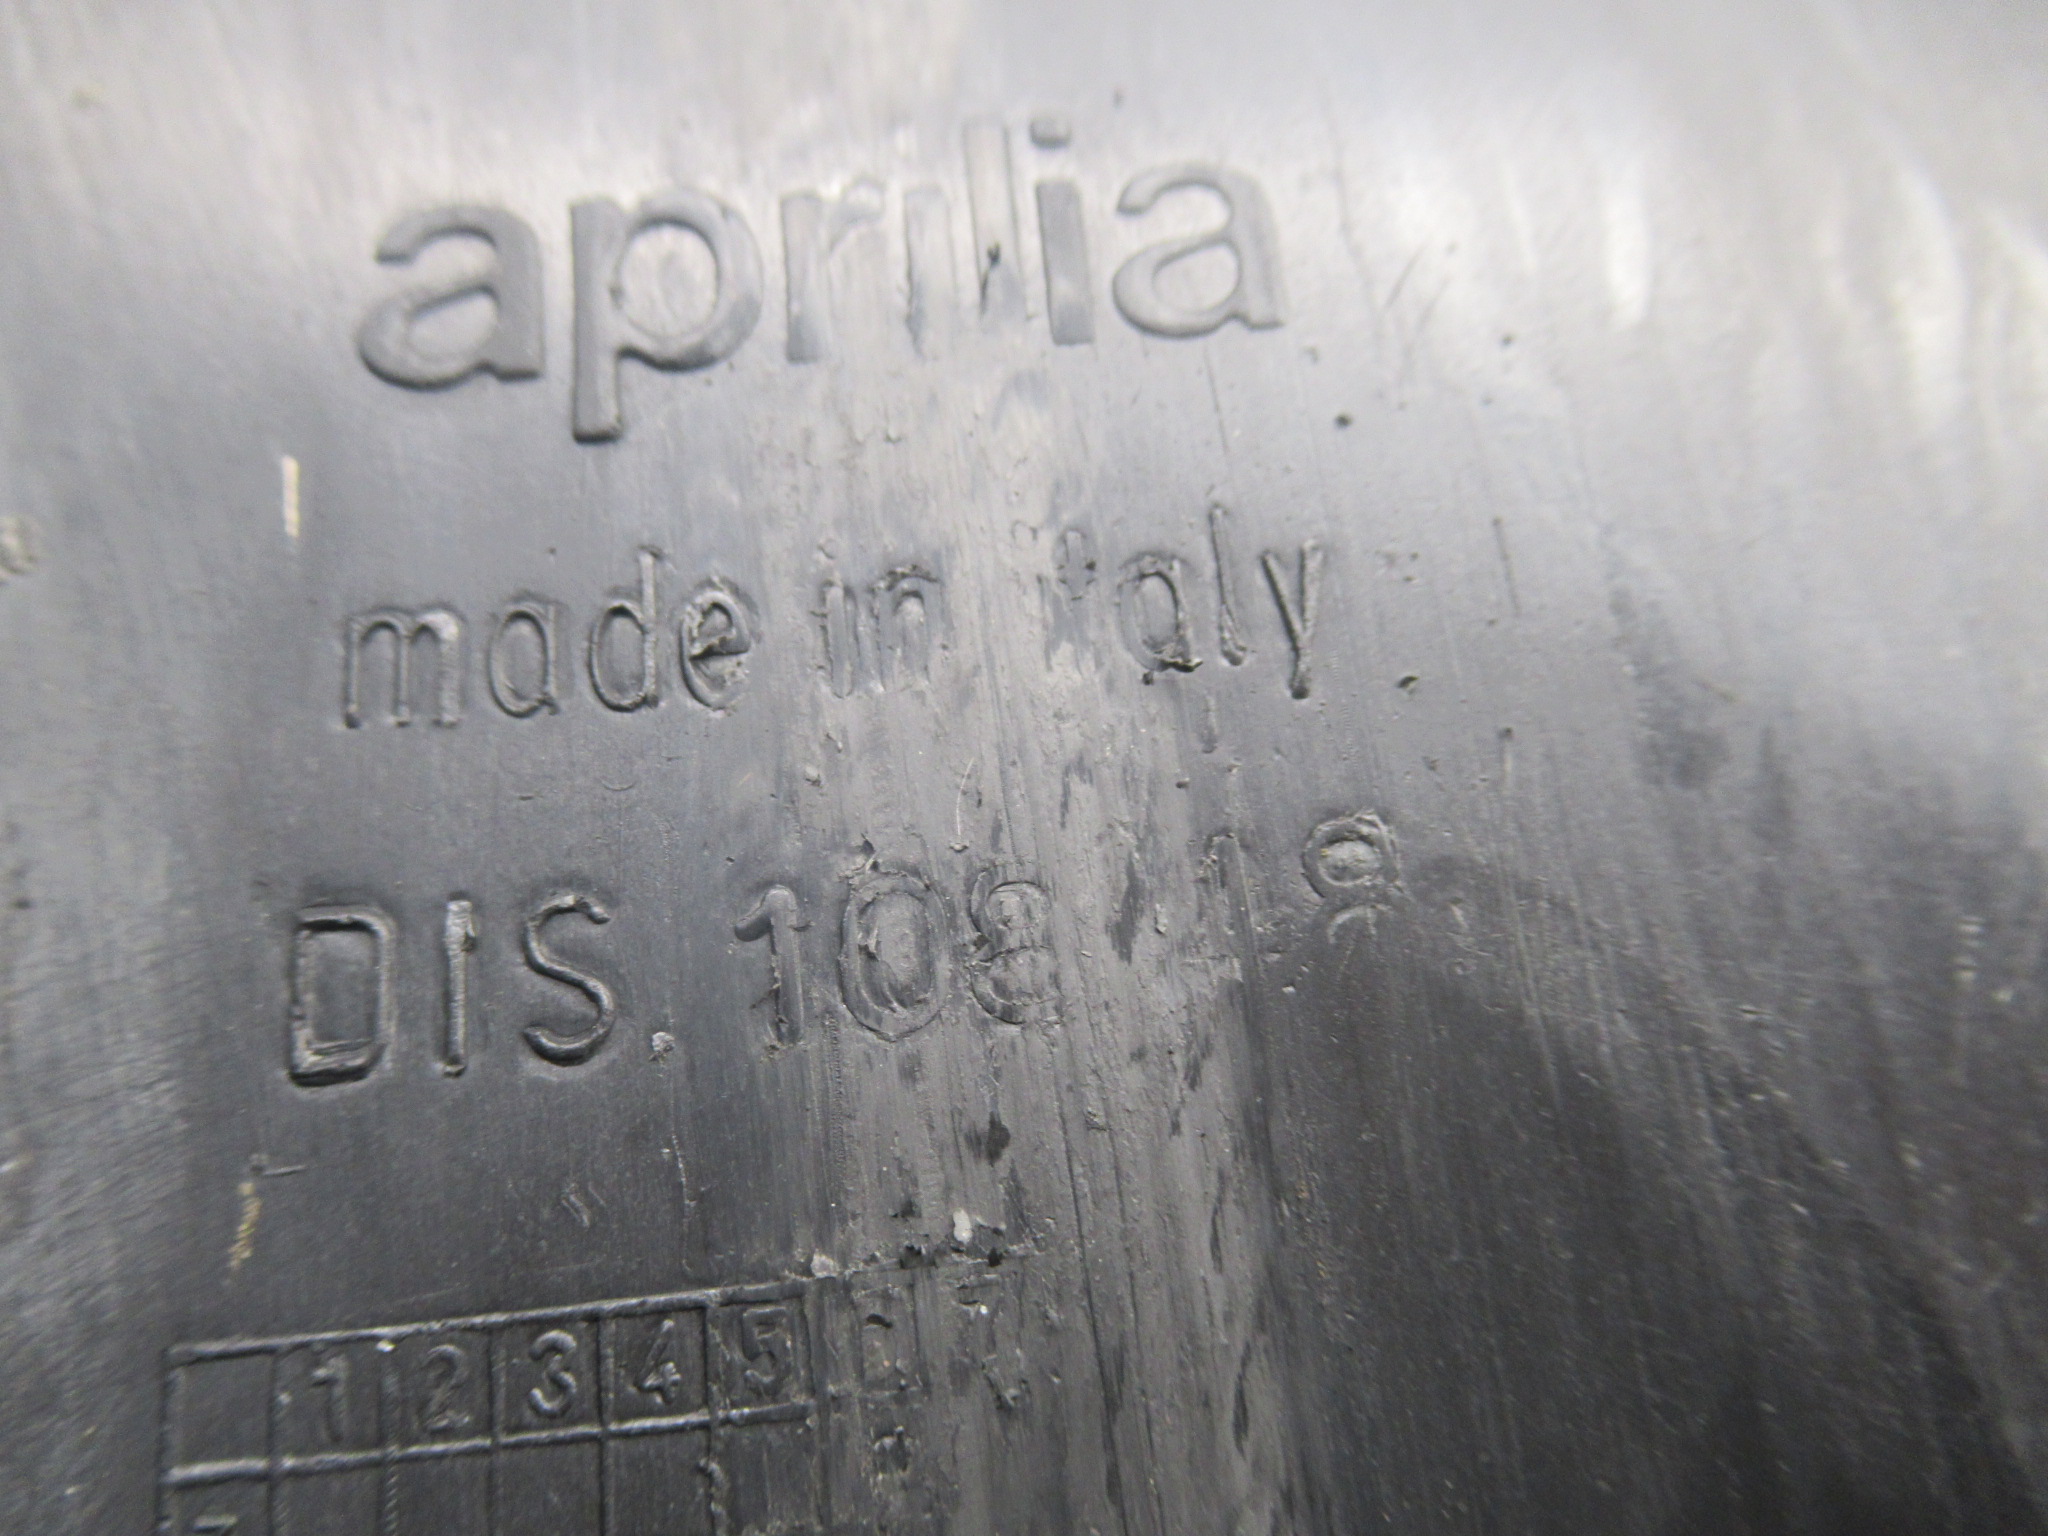 aprilia
made in Italy
DIS. 108
1 2 3 4 5